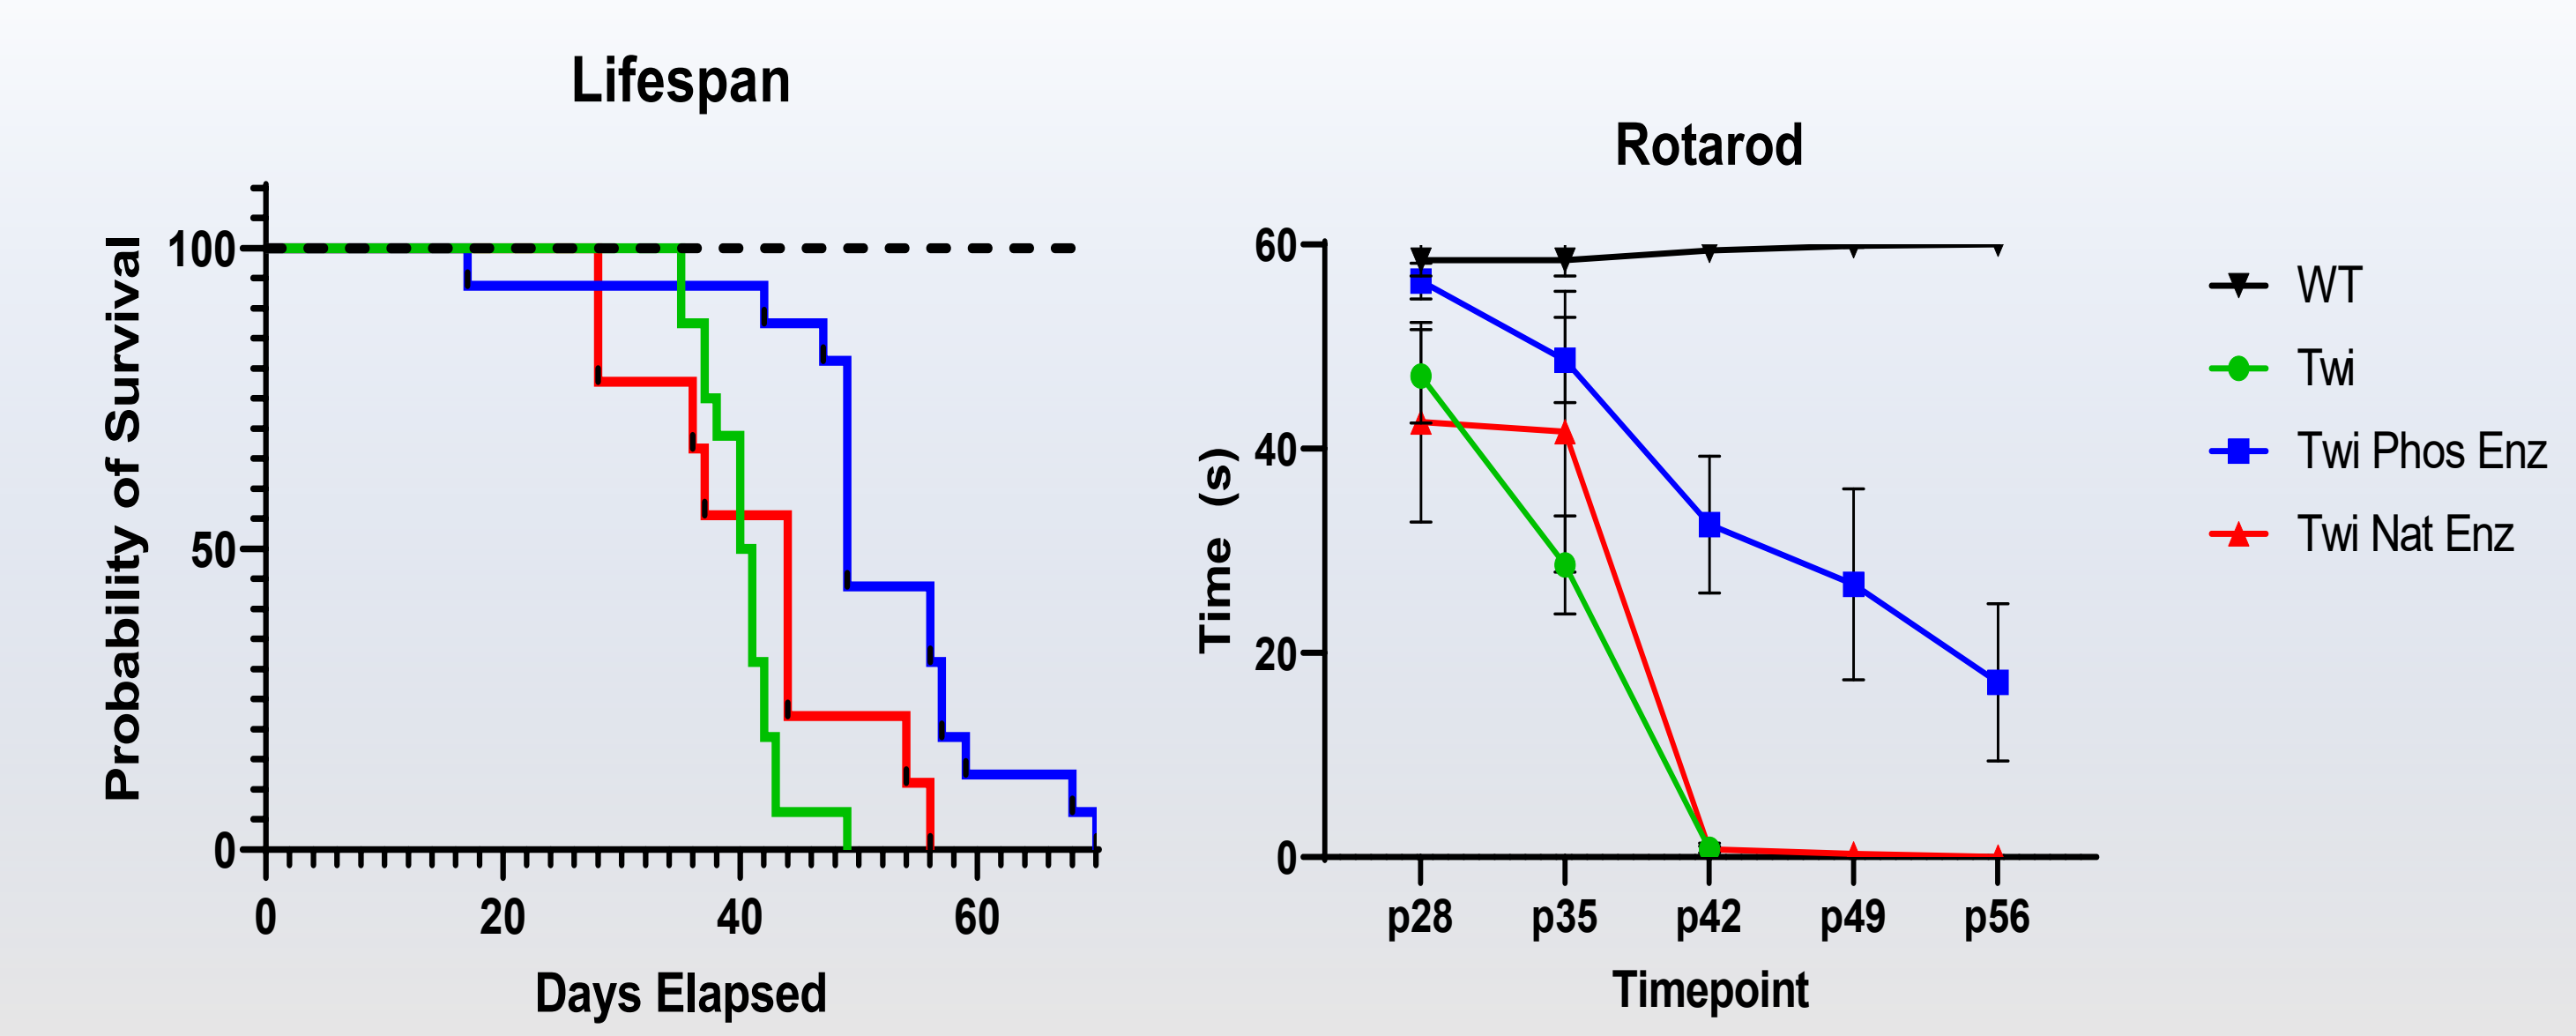 Lifespan
Probability of Survival
100
50
0
0 20 40 60
Days Elapsed
Rotarod
Time (s)
60
40
20
0
p28 p35 p42 p49 p56
Timepoint
WT
Twi
Twi Phos Enz
Twi Nat Enz